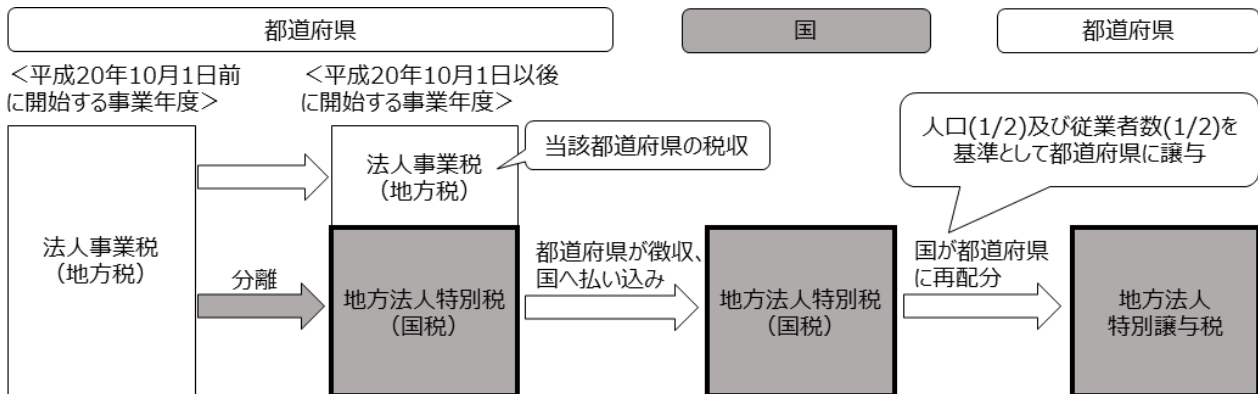 都道府県
国
都道府県
＜平成20年10月1日前
に開始する事業年度＞
＜平成20年10月1日以後
に開始する事業年度＞
人口(1/2)及び従業者数(1/2)を
基準として都道府県に譲与
当該都道府県の税収
法人事業税
（地方税）
法人事業税
（地方税）
分離
地方法人特別税
（国税）
都道府県が徴収、
国へ払い込み
地方法人特別税
（国税）
国が都道府県
に再配分
地方法人
特別譲与税